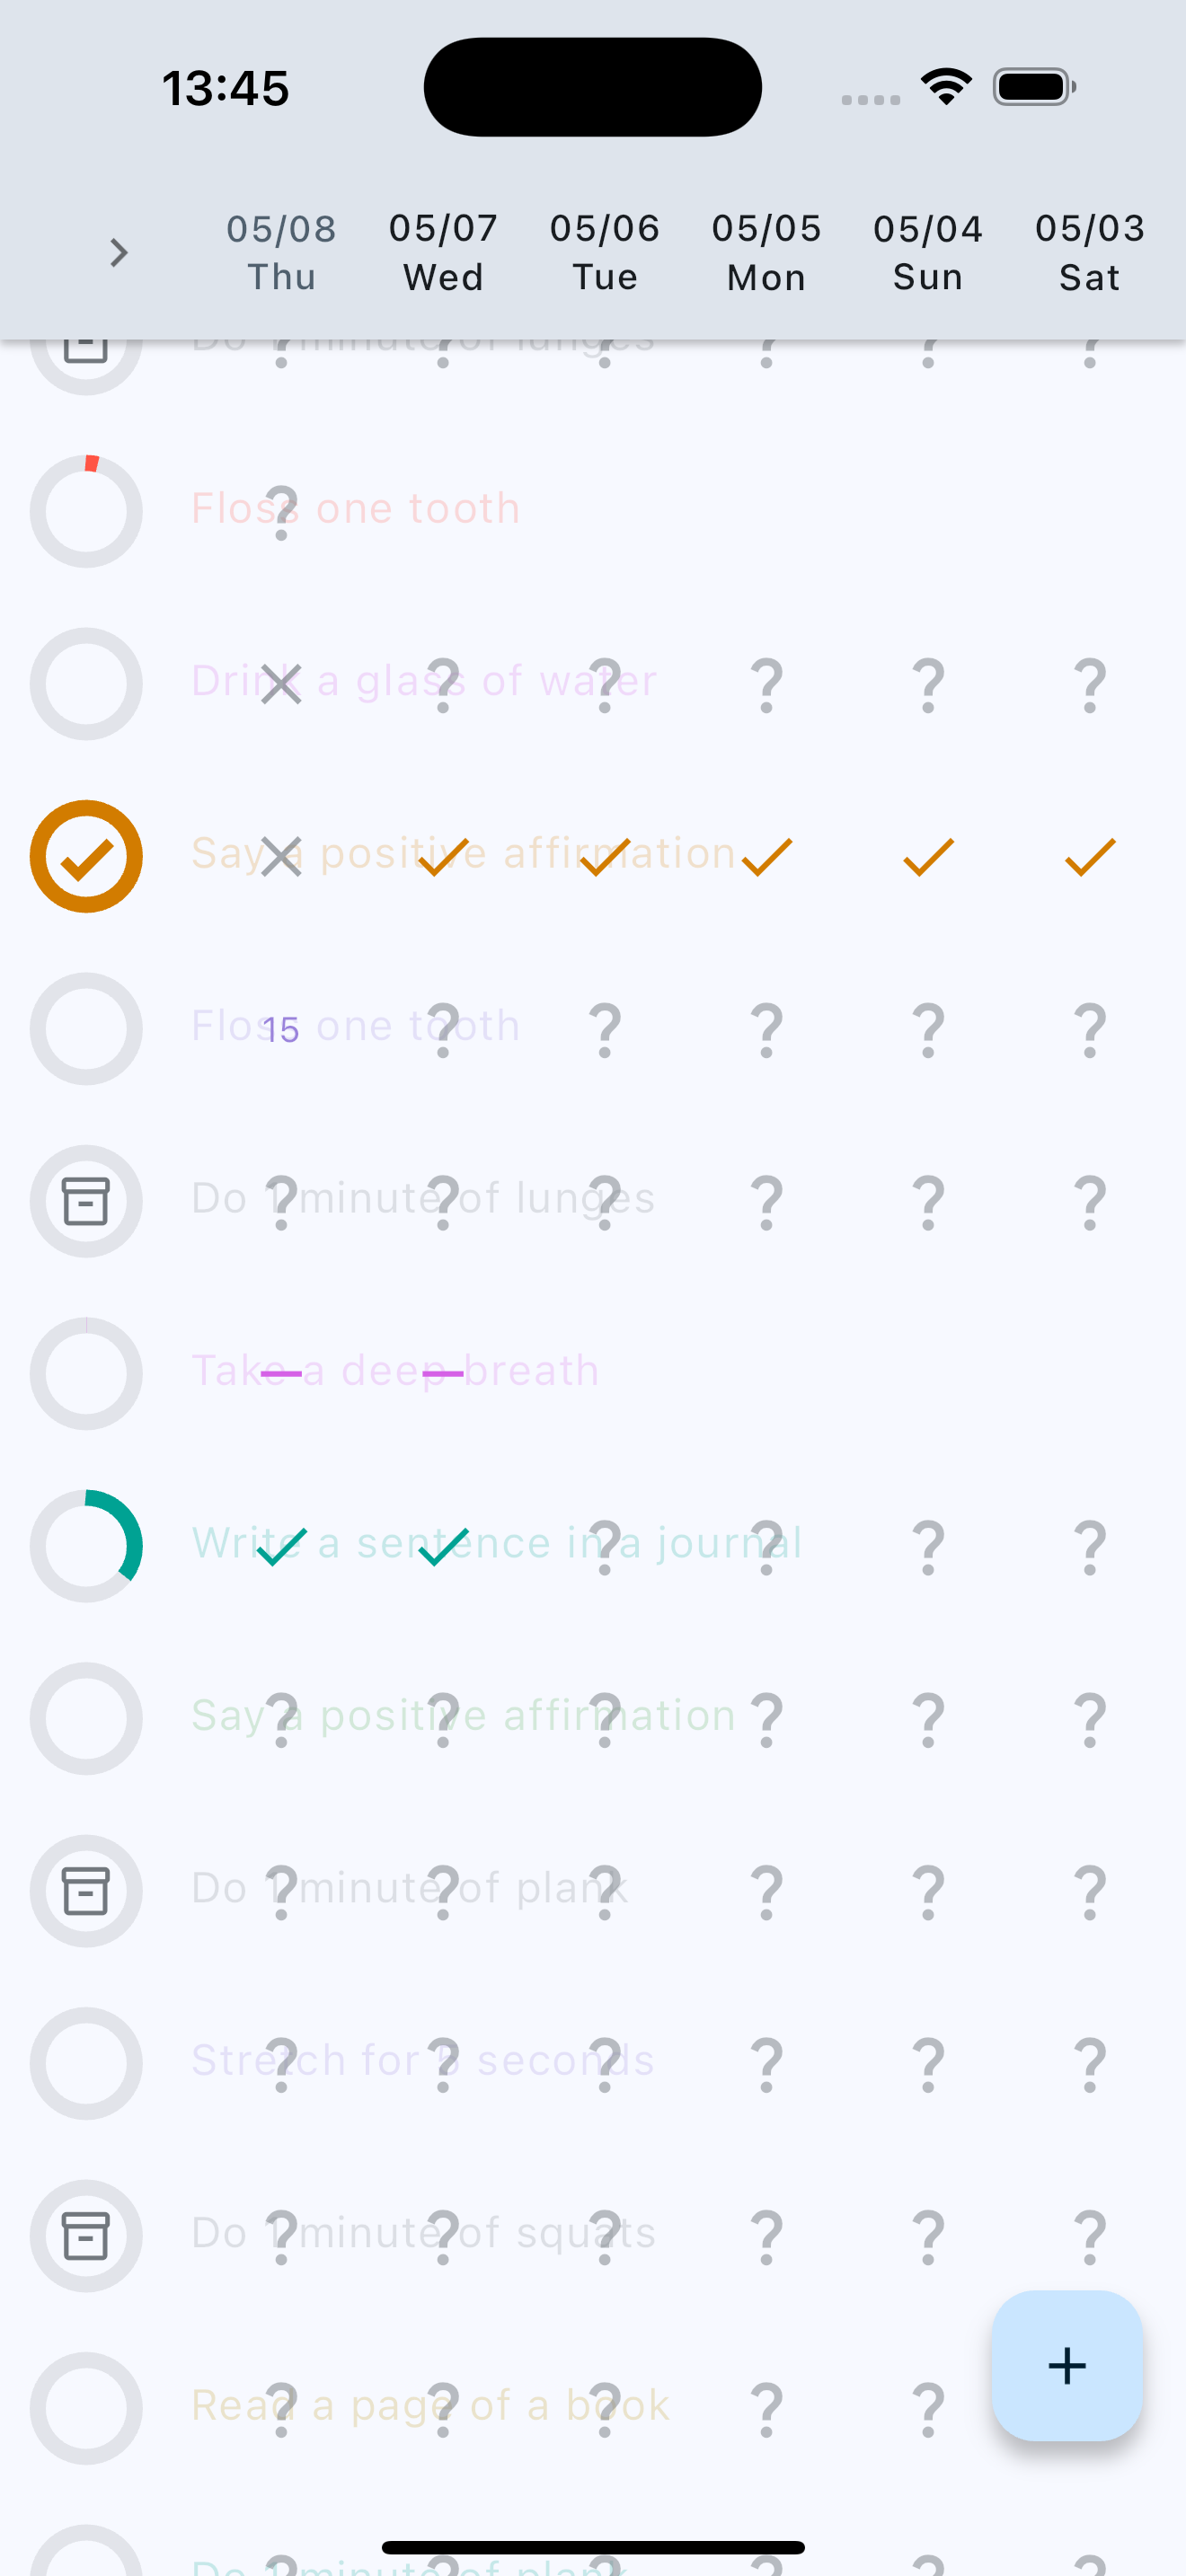 13:45
05/08 05/07 05/06 05/05 05/04 05/03
Thu Wed Tue Mon Sun Sat
Do 1 minute of lunges ? ? ? ? ? ?
Floss one tooth ?
Drink a glass of water ? ? ? ? ?
Say a positive affirmation
Floss one tooth 15 ? ? ? ? ?
Do 1 minute of lunges ? ? ? ? ? ?
Take a deep breath
Write a sentence in a journal ? ? ? ?
Say a positive affirmation ? ? ? ? ? ?
Do 1 minute of plank ? ? ? ? ? ?
Stretch for 5 seconds ? ? ? ? ? ?
Do 1 minute of squats ? ? ? ? ? ?
Read a page of a book ? ? ? ? ?
Do 1 minute of plank ? ? ? ? ? ?